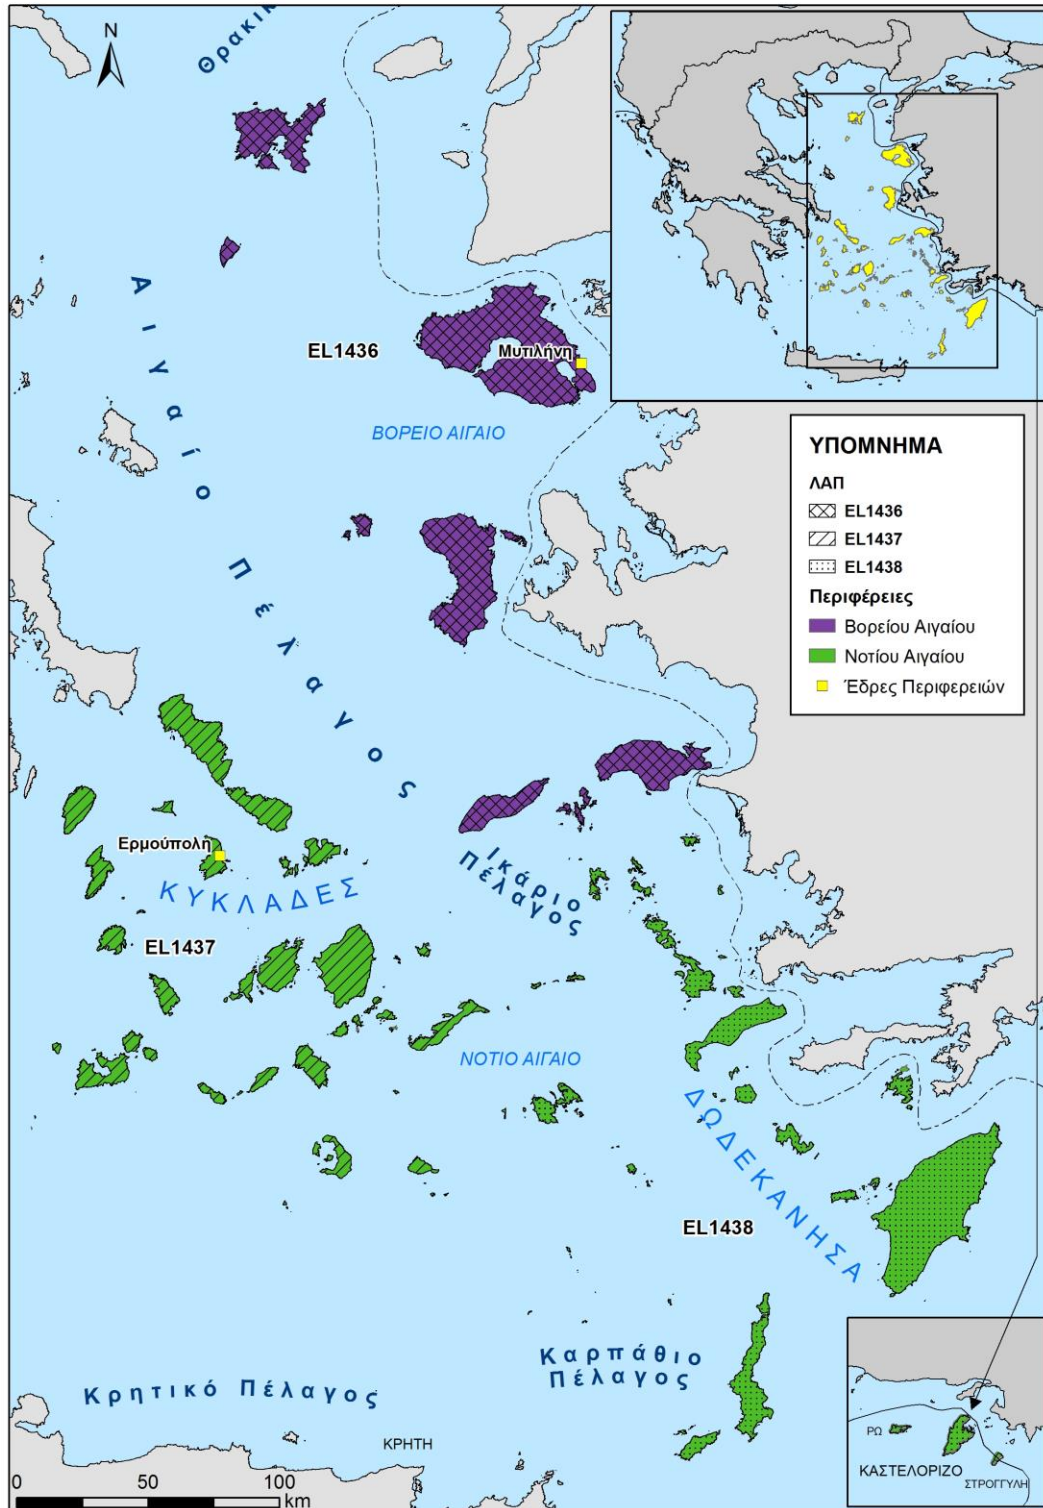 N
Θρακικ
Αιγαίο Πέλαγος
EL1436
Μυτιλήνη
ΒΟΡΕΙΟ ΑΙΓΑΙΟ
ΥΠΟΜΝΗΜΑ
ΛΑΠ
EL1436
EL1437
EL1438
Περιφέρειες
Βορείου Αιγαίου
Νοτίου Αιγαίου
Έδρες Περιφερειών
Ερμούπολη
ΚΥΚΛΑΔΕΣ
Ικάριο
Πέλαγος
EL1437
ΝΟΤΙΟ ΑΙΓΑΙΟ
ΔΩΔΕΚΑΝΗΣΑ
EL1438
Καρπάθιο
Πέλαγος
Κρητικό Πέλαγος
ΚΡΗΤΗ
ΡΩ
ΚΑΣΤΕΛΟΡΙΖΟ
ΣΤΡΟΓΓΥΛΗ
0 50 100
km